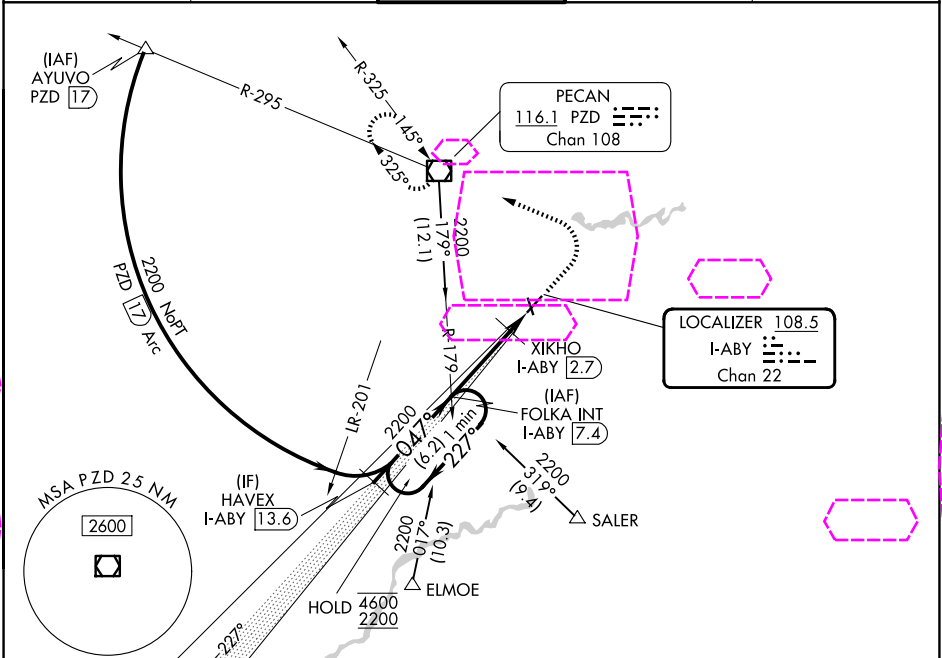 (IAF)
AYUVO
PZD 17
R-295
R-325
145°
325°
PECAN
116.1 PZD
Chan 108
2200
179°
(12.1)
R-179
2200 NoPT
PZD 17 Arc
LOCALIZER 108.5
I-ABY
Chan 22
XIKHO
I-ABY 2.7
(IAF)
FOLKA INT
I-ABY 7.4
LR-201
2200
047°
(6.2) 1 min
227°
(IF)
HAVEX
I-ABY 13.6
2200
319°
(9.4)
SALER
2200
017°
(10.3)
ELMOE
HOLD 4600
2200
227°
MSA PZD 25 NM
2600